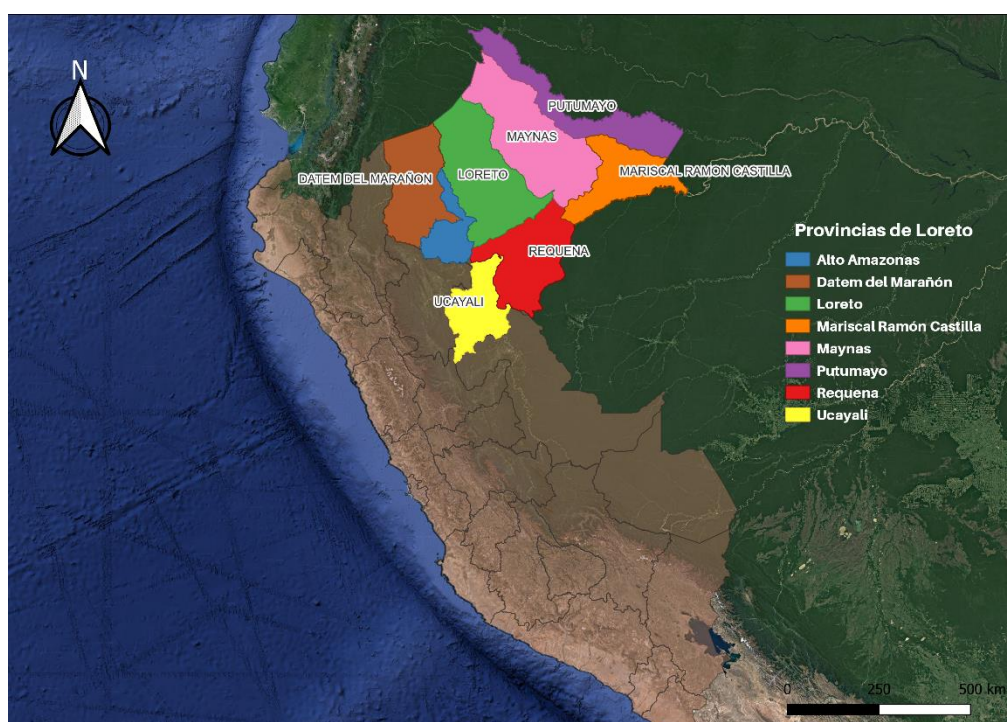 N
PUTUMAYO
MAYNAS
MARISCAL RAMÓN CASTILLA
DATEM DEL MARAÑON
LORETO
REQUENA
UCAYALI
Provincias de Loreto
Alto Amazonas
Datem del Marañón
Loreto
Mariscal Ramón Castilla
Maynas
Putumayo
Requena
Ucayali
0 250 500 km